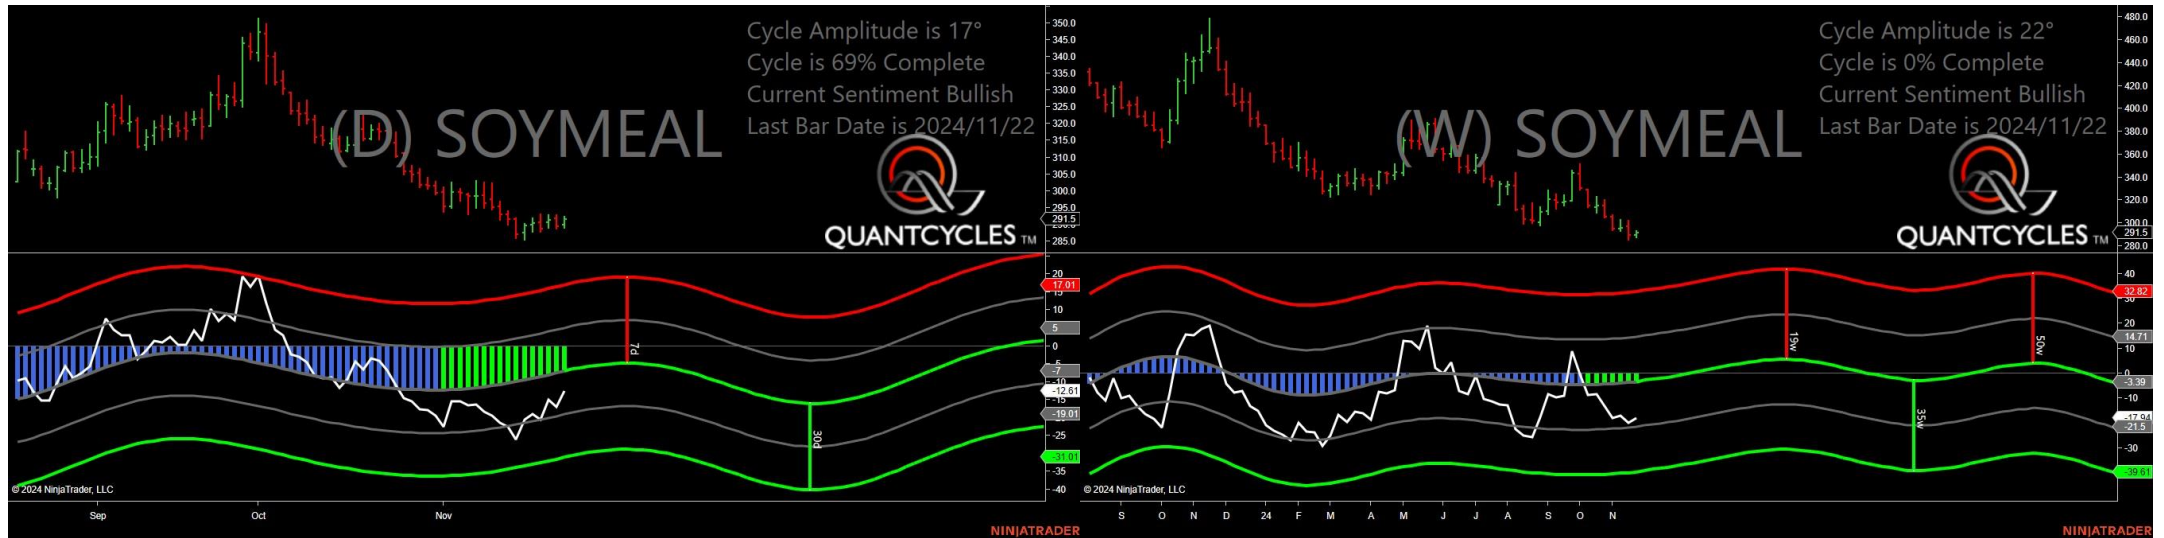 Cycle Amplitude is 17°
Cycle is 69% Complete
Current Sentiment Bullish
Last Bar Date is 2024/11/22
(D) SOYMEAL
QUANTCYCLES TM
350.0
345.0
340.0
335.0
330.0
325.0
320.0
315.0
310.0
305.0
300.0
295.0
291.5
285.0
20
17.01
15
10
5
0
-7
-10
-12.61
-15
-19.01
-25
-31.01
-35
-40
7d
30d
© 2024 NinjaTrader, LLC
Sep Oct Nov
NINJATRADER
Cycle Amplitude is 22°
Cycle is 0% Complete
Current Sentiment Bullish
Last Bar Date is 2024/11/22
(W) SOYMEAL
QUANTCYCLES TM
480.0
460.0
440.0
420.0
400.0
380.0
360.0
340.0
320.0
300.0
291.5
280.0
40
32.82
30
20
14.71
10
0
-3.39
-10
-17.94
-21.5
-30
-39.61
19w
50w
35w
© 2024 NinjaTrader, LLC
S O N D 24 F M A M J J A S O N
NINJATRADER